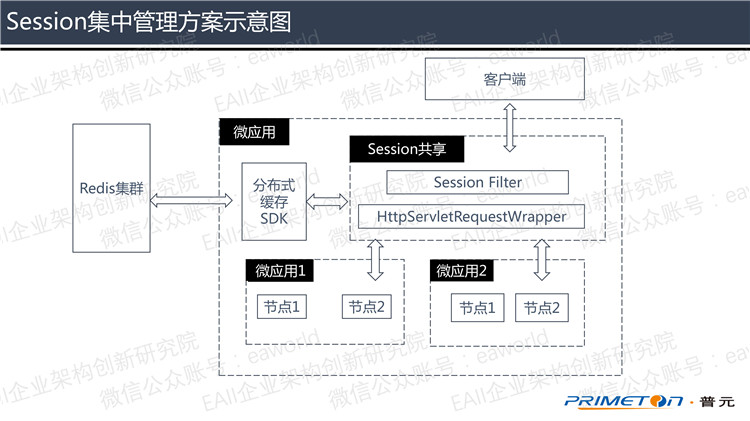 Session集中管理方案示意图
客户端
微应用
Session共享
Redis集群
分布式
缓存
SDK
Session Filter
HttpServletRequestWrapper
微应用1
节点1
节点2
微应用2
节点1
节点2
EAII企业架构创新研究院
微信公众账号：eaworld
PRIMETON·普元